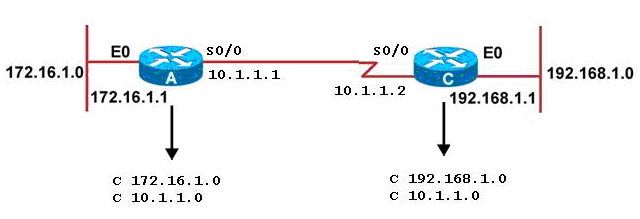 E0
S0/0
S0/0
E0
172.16.1.0
A
10.1.1.1
C
192.168.1.0
172.16.1.1
10.1.1.2
192.168.1.1
C 172.16.1.0
C 10.1.1.0
C 192.168.1.0
C 10.1.1.0